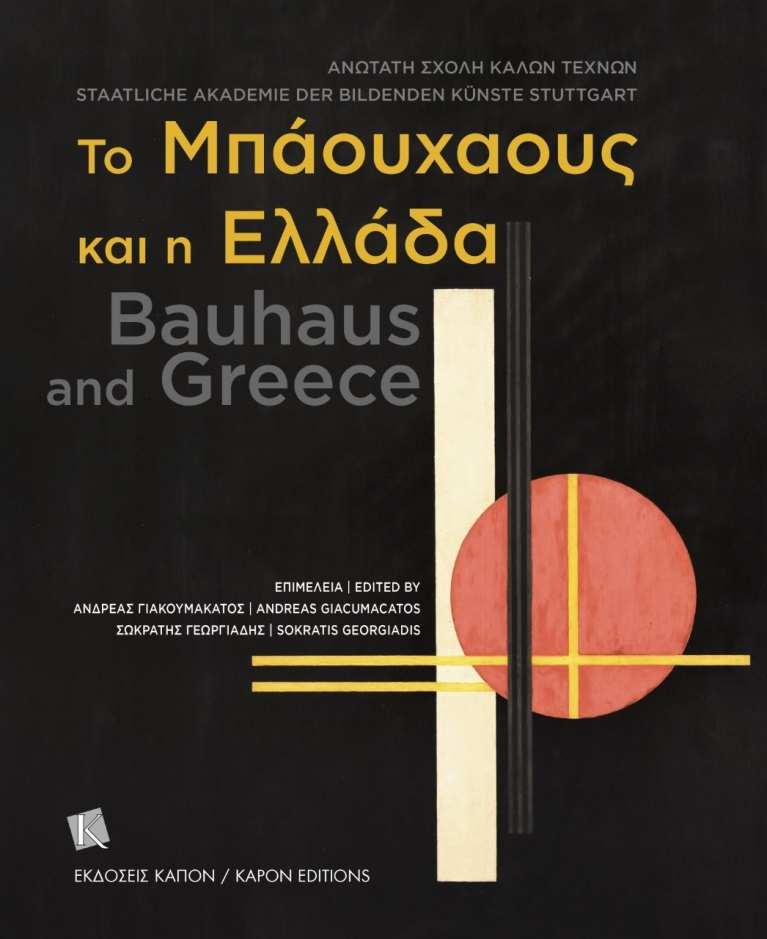 ΑΝΩΤΑΤΗ ΣΧΟΛΗ ΚΑΛΩΝ ΤΕΧΝΩΝ
STAATLICHE AKADEMIE DER BILDENDEN KÜNSTE STUTTGART
Το Μπάουχαους
και η Ελλάδα
Bauhaus
and Greece
ΕΠΙΜΕΛΕΙΑ | EDITED BY
ΑΝΔΡΕΑΣ ΓΙΑΚΟΥΜΑΚΑΤΟΣ | ANDREAS GIACUMACATOS
ΣΩΚΡΑΤΗΣ ΓΕΩΡΓΙΑΔΗΣ | SOKRATIS GEORGIADIS
K
ΕΚΔΟΣΕΙΣ ΚΑΠΟΝ / KAPON EDITIONS